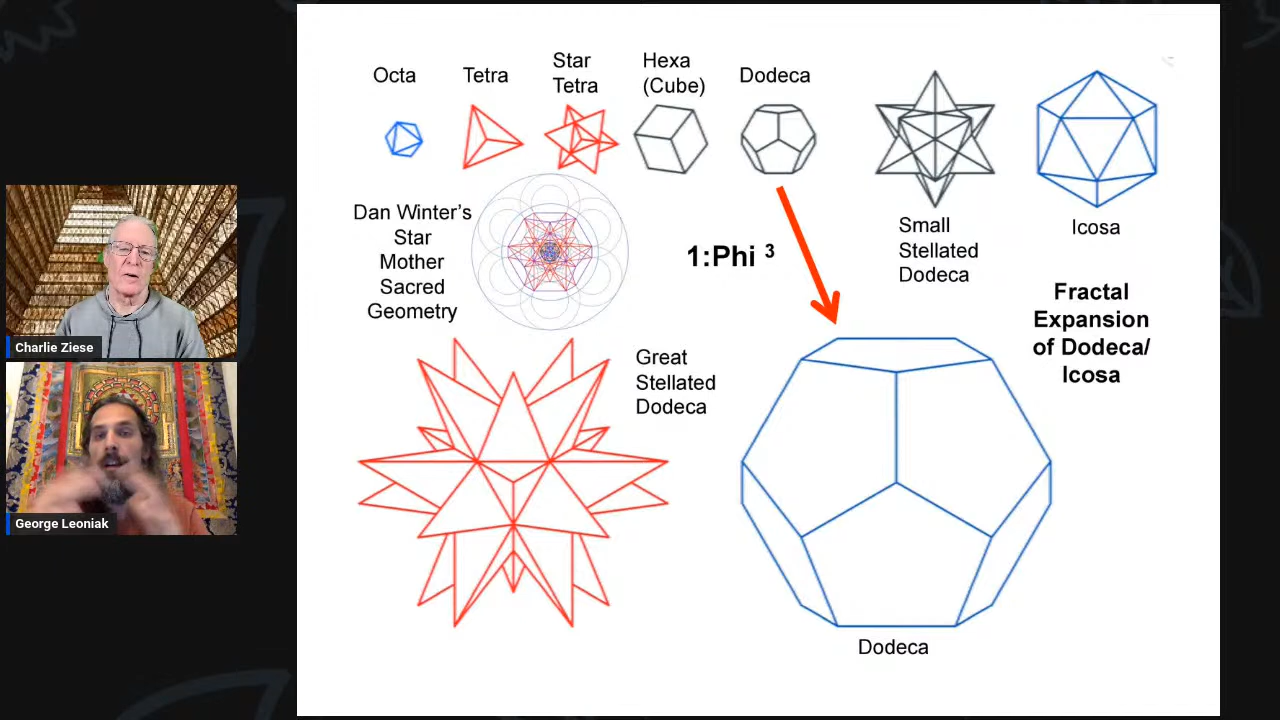 Octa
Tetra
Star
Tetra
Hexa
(Cube)
Dodeca
Dan Winter's
Star
Mother
Sacred
Geometry
1:Phi ³
Small
Stellated
Dodeca
Icosa
Fractal
Expansion
of Dodeca/
Icosa
Great
Stellated
Dodeca
Dodeca
Charlie Ziese
George Leoniak